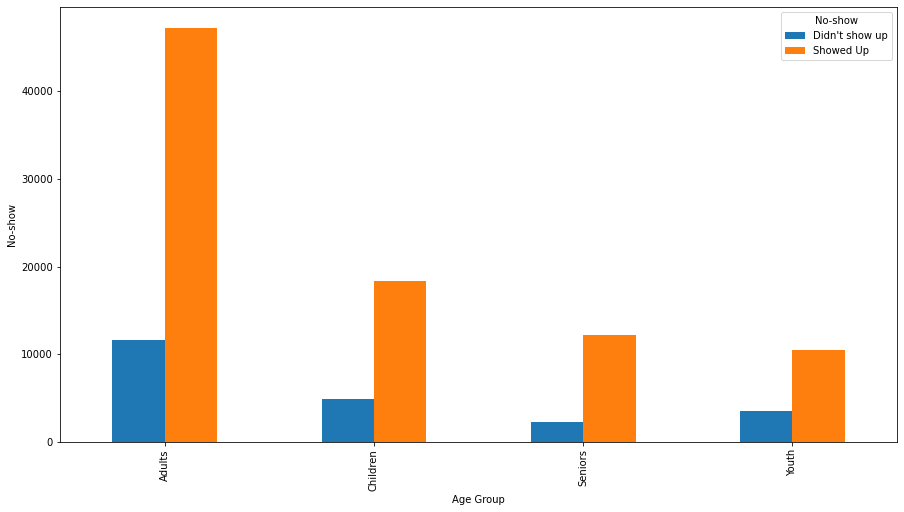 No-show
Didn't show up
Showed Up
40000
30000
20000
10000
0
No-show
Adults
Children
Seniors
Youth
Age Group